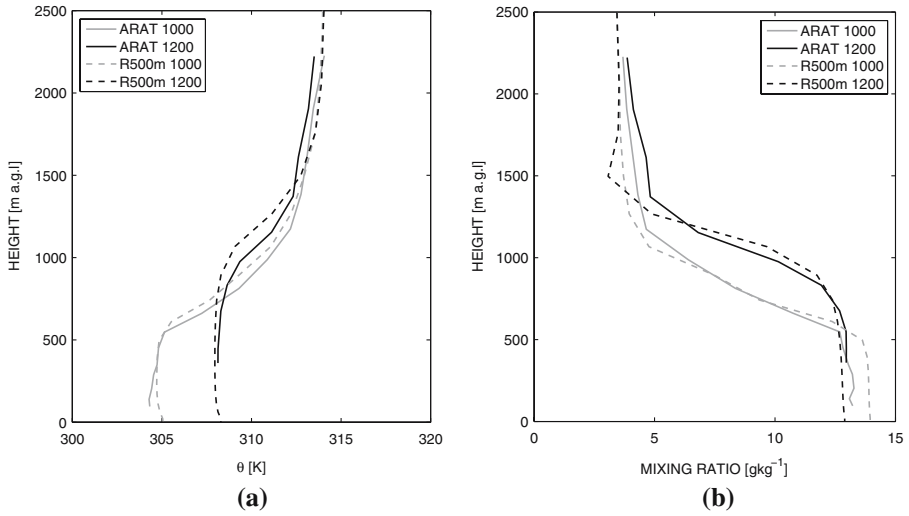 2500
2000
1500
1000
500
0
HEIGHT [m a.g.l]
ARAT 1000
ARAT 1200
R500m 1000
R500m 1200
300 305 310 315 320
θ [K]
(a)
2500
2000
1500
1000
500
0
HEIGHT [m a.g.l]
ARAT 1000
ARAT 1200
R500m 1000
R500m 1200
0 5 10 15
MIXING RATIO [gkg⁻¹]
(b)